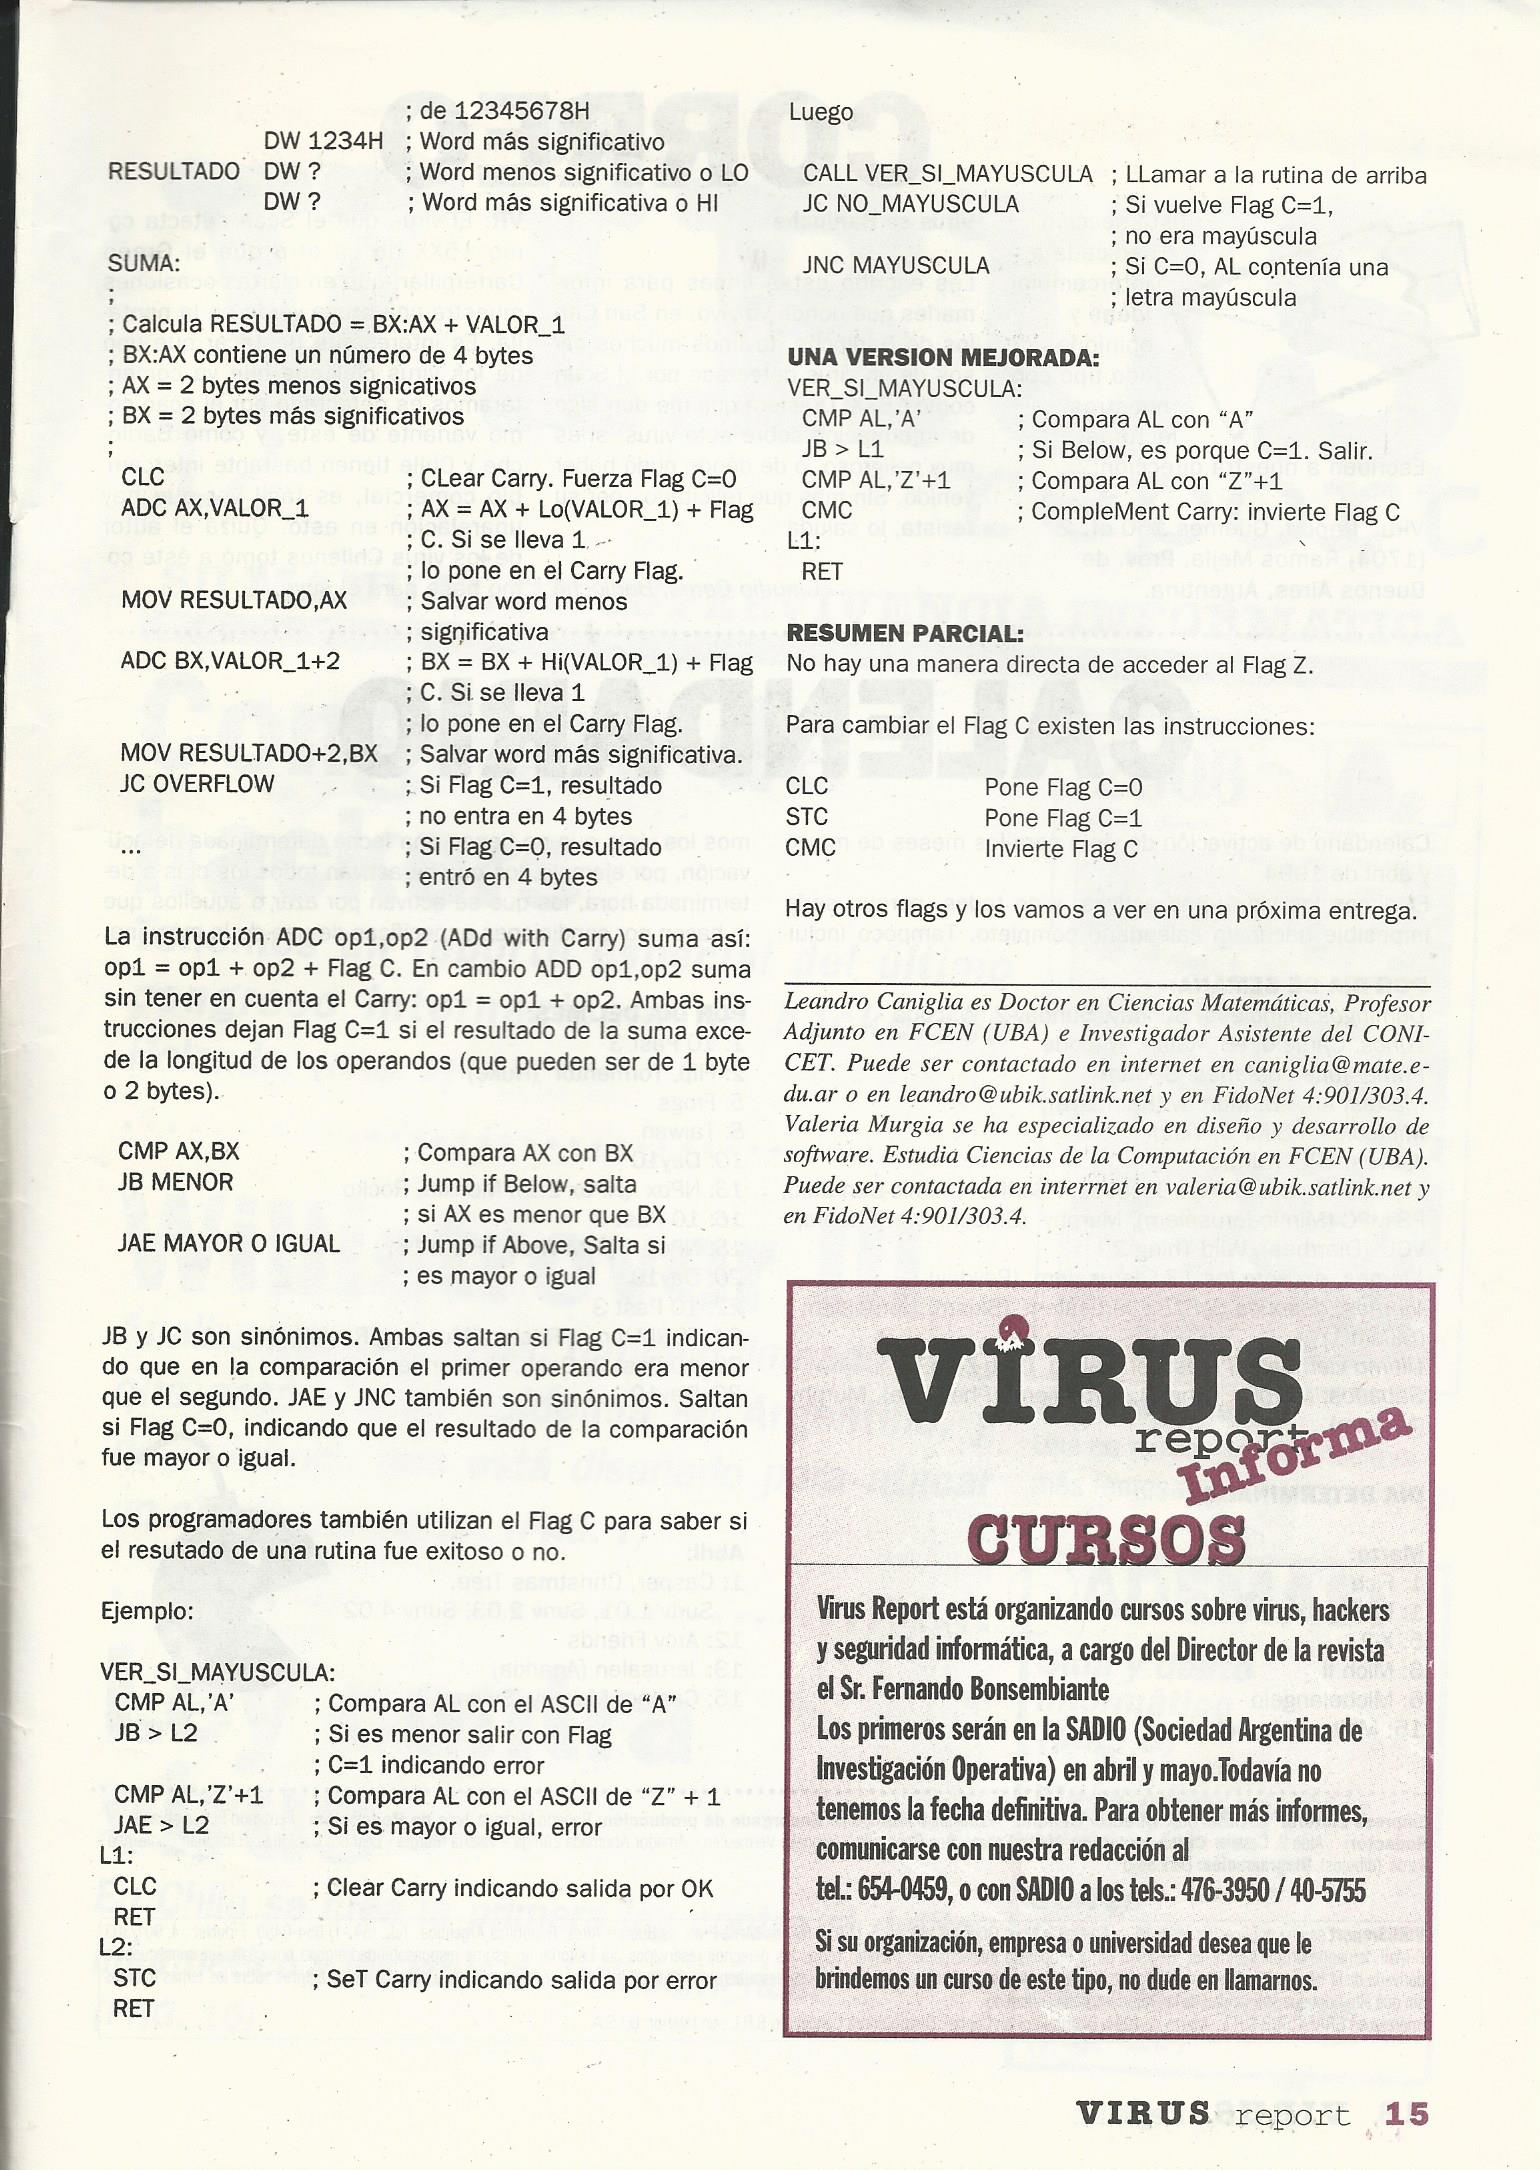 ; de 12345678H
DW 1234H ; Word más significativo
RESULTADO DW ? ; Word menos significativo o LO
DW ? ; Word más significativa o HI
SUMA:
;
; Calcula RESULTADO = BX:AX + VALOR_1
; BX:AX contiene un número de 4 bytes
; AX = 2 bytes menos signicativos
; BX = 2 bytes más significativos
;
CLC ; CLear Carry. Fuerza Flag C=0
ADC AX,VALOR_1 ; AX = AX + Lo(VALOR_1) + Flag
; C. Si se lleva 1
; lo pone en el Carry Flag.
MOV RESULTADO,AX ; Salvar word menos
; significativa
ADC BX,VALOR_1+2 ; BX = BX + Hi(VALOR_1) + Flag
; C. Si se lleva 1
; lo pone en el Carry Flag.
MOV RESULTADO+2,BX ; Salvar word más significativa.
JC OVERFLOW ; Si Flag C=1, resultado
; no entra en 4 bytes
... ; Si Flag C=0, resultado
; entró en 4 bytes
La instrucción ADC op1,op2 (ADd with Carry) suma así:
op1 = op1 + op2 + Flag C. En cambio ADD op1,op2 suma
sin tener en cuenta el Carry: op1 = op1 + op2. Ambas ins-
trucciones dejan Flag C=1 si el resultado de la suma exce-
de la longitud de los operandos (que pueden ser de 1 byte
o 2 bytes).
CMP AX,BX ; Compara AX con BX
JB MENOR ; Jump if Below, salta
; si AX es menor que BX
JAE MAYOR O IGUAL ; Jump if Above, Salta si
; es mayor o igual
JB y JC son sinónimos. Ambas saltan si Flag C=1 indican-
do que en la comparación el primer operando era menor
que el segundo. JAE y JNC también son sinónimos. Saltan
si Flag C=0, indicando que el resultado de la comparación
fue mayor o igual.
Los programadores también utilizan el Flag C para saber si
el resutado de una rutina fue exitoso o no.
Ejemplo:
VER_SI_MAYUSCULA:
CMP AL,'A' ; Compara AL con el ASCII de “A”
JB > L2 ; Si es menor salir con Flag
; C=1 indicando error
CMP AL,'Z'+1 ; Compara AL con el ASCII de “Z” + 1
JAE > L2 ; Si es mayor o igual, error
L1:
CLC ; Clear Carry indicando salida por OK
RET
L2:
STC ; SeT Carry indicando salida por error
RET
Luego
CALL VER_SI_MAYUSCULA ; LLamar a la rutina de arriba
JC NO_MAYUSCULA ; Si vuelve Flag C=1,
; no era mayúscula
JNC MAYUSCULA ; Si C=0, AL contenía una
; letra mayúscula
UNA VERSION MEJORADA:
VER_SI_MAYUSCULA:
CMP AL,'A' ; Compara AL con “A”
JB > L1 ; Si Below, es porque C=1. Salir.
CMP AL,'Z'+1 ; Compara AL con “Z”+1
CMC ; CompleMent Carry: invierte Flag C
L1:
RET
RESUMEN PARCIAL:
No hay una manera directa de acceder al Flag Z.
Para cambiar el Flag C existen las instrucciones:
CLC Pone Flag C=0
STC Pone Flag C=1
CMC Invierte Flag C
Hay otros flags y los vamos a ver en una próxima entrega.
Leandro Caniglia es Doctor en Ciencias Matemáticas, Profesor
Adjunto en FCEN (UBA) e Investigador Asistente del CONI-
CET. Puede ser contactado en internet en caniglia@mate.e-
du.ar o en leandro@ubik.satlink.net y en FidoNet 4:901/303.4.
Valeria Murgia se ha especializado en diseño y desarrollo de
software. Estudia Ciencias de la Computación en FCEN (UBA).
Puede ser contactada en interrnet en valeria@ubik.satlink.net y
en FidoNet 4:901/303.4.
VIRUS
report
Informa
CURSOS
Virus Report está organizando cursos sobre virus, hackers
y seguridad informática, a cargo del Director de la revista
el Sr. Fernando Bonsembiante
Los primeros serán en la SADIO (Sociedad Argentina de
Investigación Operativa) en abril y mayo.Todavía no
tenemos la fecha definitiva. Para obtener más informes,
comunicarse con nuestra redacción al
tel.: 654-0459, o con SADIO a los tels.: 476-3950 / 40-5755
Si su organización, empresa o universidad desea que le
brindemos un curso de este tipo, no dude en llamarnos.
VIRUS report 15